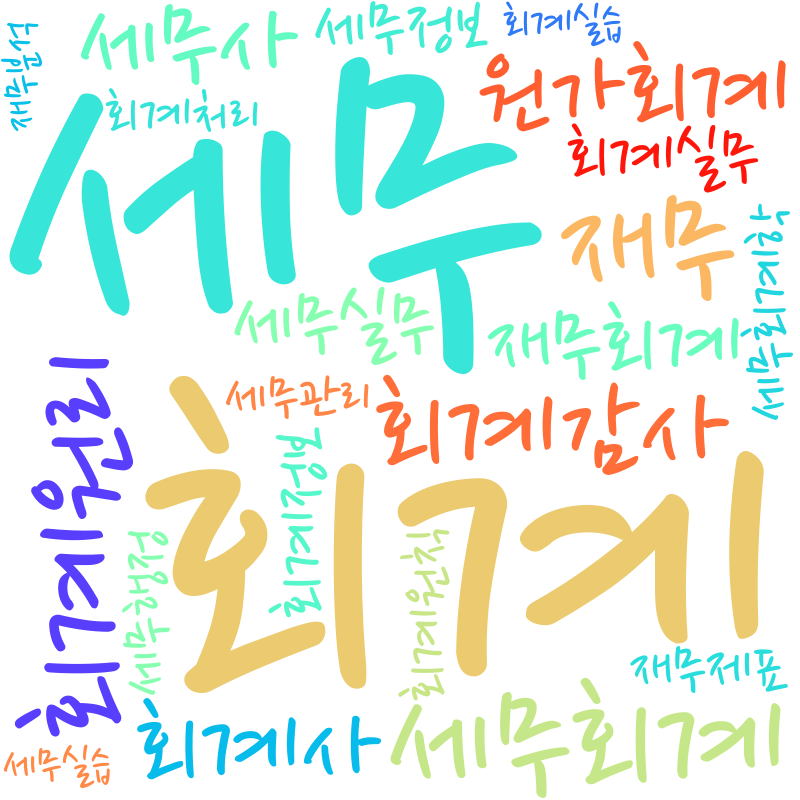 세무사
세무정보
회계실습
재무분석
회계처리
원가회계
회계실무
세무
재무
세무회계학
세무실무
재무회계
회계원리
세무관리
회계감사
회계
회계정보
세무행정
회계원칙
재무제표
회계사
세무회계
세무실습